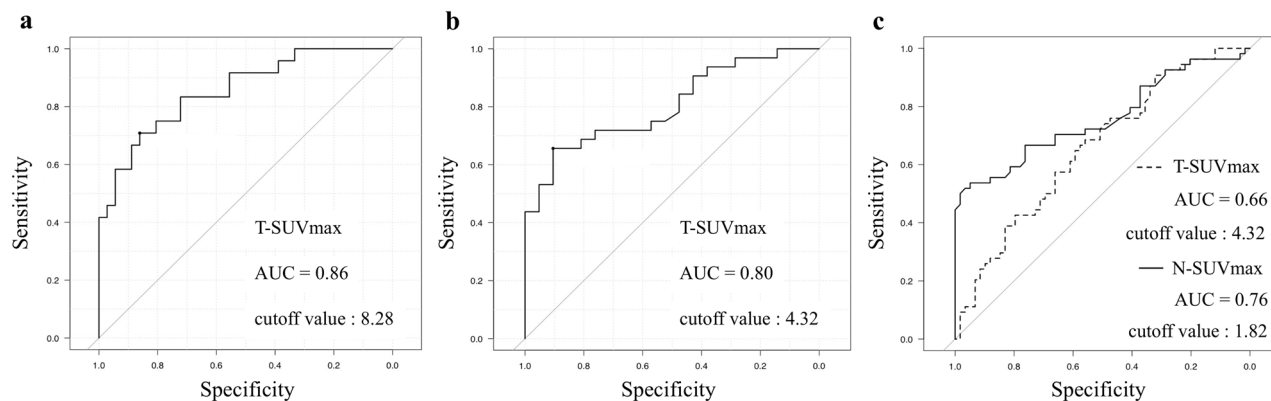 a
1.0
0.8
0.6
0.4
0.2
0.0
Sensitivity
T-SUVmax
AUC = 0.86
cutoff value : 8.28
1.0 0.8 0.6 0.4 0.2 0.0
Specificity
b
1.0
0.8
0.6
0.4
0.2
0.0
Sensitivity
T-SUVmax
AUC = 0.80
cutoff value : 4.32
1.0 0.8 0.6 0.4 0.2 0.0
Specificity
c
1.0
0.8
0.6
0.4
0.2
0.0
Sensitivity
T-SUVmax
AUC = 0.66
cutoff value : 4.32
N-SUVmax
AUC = 0.76
cutoff value : 1.82
1.0 0.8 0.6 0.4 0.2 0.0
Specificity